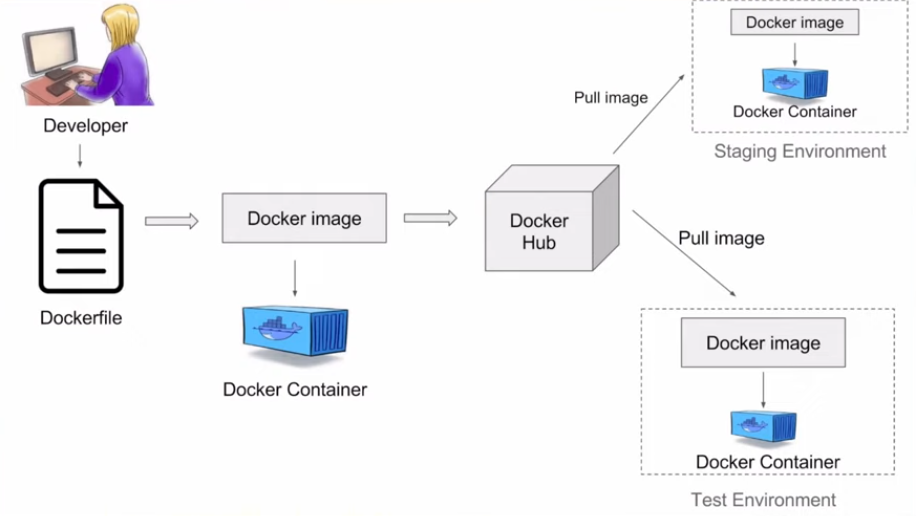 Developer
Dockerfile
Docker image
Docker Container
Docker
Hub
Pull image
Docker image
Docker Container
Staging Environment
Pull image
Docker image
Docker Container
Test Environment